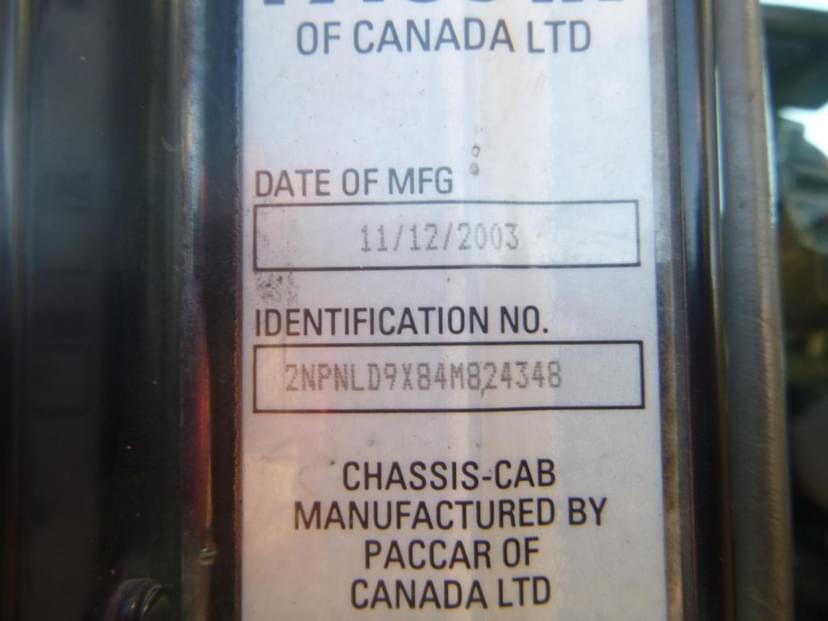 OF CANADA LTD
DATE OF MFG
11/12/2003
IDENTIFICATION NO.
2NPNLD9X84M824348
CHASSIS-CAB
MANUFACTURED BY
PACCAR OF
CANADA LTD